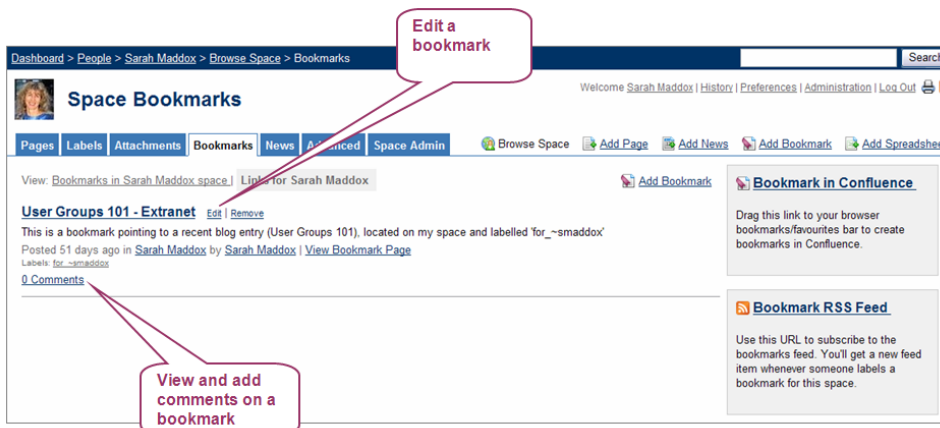 Edit a
bookmark
Dashboard > People > Sarah Maddox > Browse Space > Bookmarks
Search
Welcome Sarah Maddox | History | Preferences | Administration | Log Out
Space Bookmarks
Pages Labels Attachments Bookmarks News Advanced Space Admin
Browse Space Add Page Add News Add Bookmark Add Spreadshee
View: Bookmarks in Sarah Maddox space | Links for Sarah Maddox
Add Bookmark
User Groups 101 - Extranet Edit | Remove
This is a bookmark pointing to a recent blog entry (User Groups 101), located on my space and labelled 'for_~smaddox'
Posted 51 days ago in Sarah Maddox by Sarah Maddox | View Bookmark Page
Labels: for_~smaddox
0 Comments
Bookmark in Confluence
Drag this link to your browser
bookmarks/favourites bar to create
bookmarks in Confluence.
Bookmark RSS Feed
Use this URL to subscribe to the
bookmarks feed. You'll get a new feed
item whenever someone labels a
bookmark for this space.
View and add
comments on a
bookmark